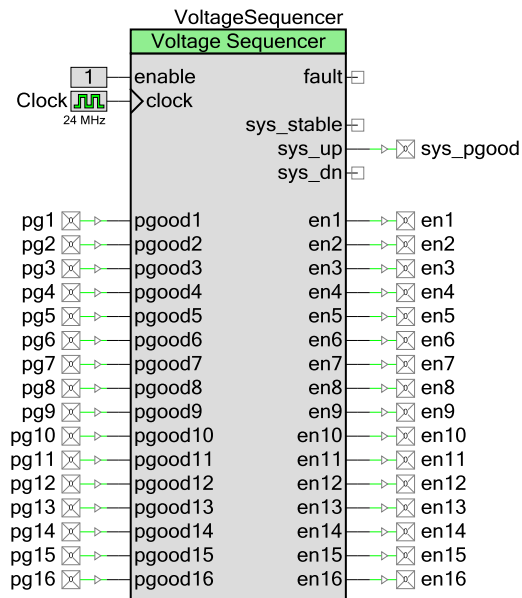 VoltageSequencer
Voltage Sequencer
1 enable fault
Clock clock
24 MHz
sys_stable
sys_up sys_pgood
sys_dn
pg1 pgood1 en1 en1
pg2 pgood2 en2 en2
pg3 pgood3 en3 en3
pg4 pgood4 en4 en4
pg5 pgood5 en5 en5
pg6 pgood6 en6 en6
pg7 pgood7 en7 en7
pg8 pgood8 en8 en8
pg9 pgood9 en9 en9
pg10 pgood10 en10 en10
pg11 pgood11 en11 en11
pg12 pgood12 en12 en12
pg13 pgood13 en13 en13
pg14 pgood14 en14 en14
pg15 pgood15 en15 en15
pg16 pgood16 en16 en16